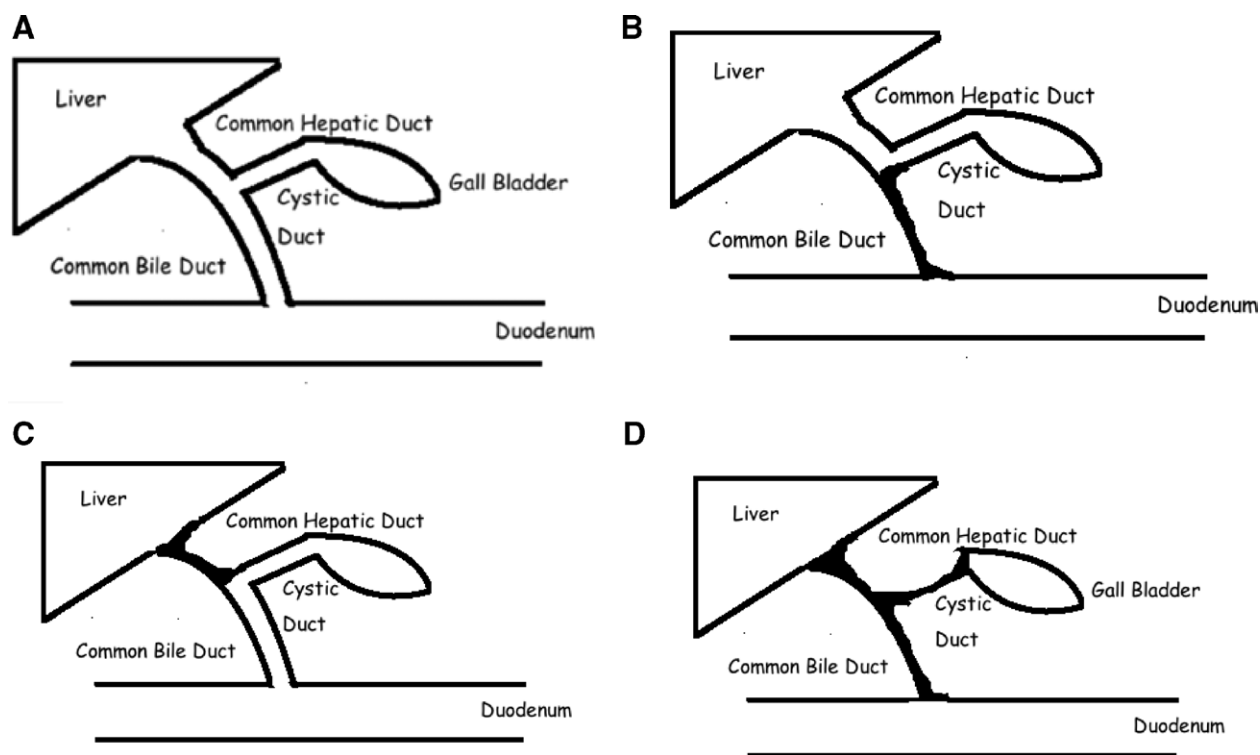 A
Liver
Common Hepatic Duct
Gall Bladder
Cystic
Duct
Common Bile Duct
Duodenum
B
Liver
Common Hepatic Duct
Cystic
Duct
Common Bile Duct
Duodenum
C
Liver
Common Hepatic Duct
Cystic
Duct
Common Bile Duct
Duodenum
D
Liver
Common Hepatic Duct
Gall Bladder
Cystic
Duct
Common Bile Duct
Duodenum